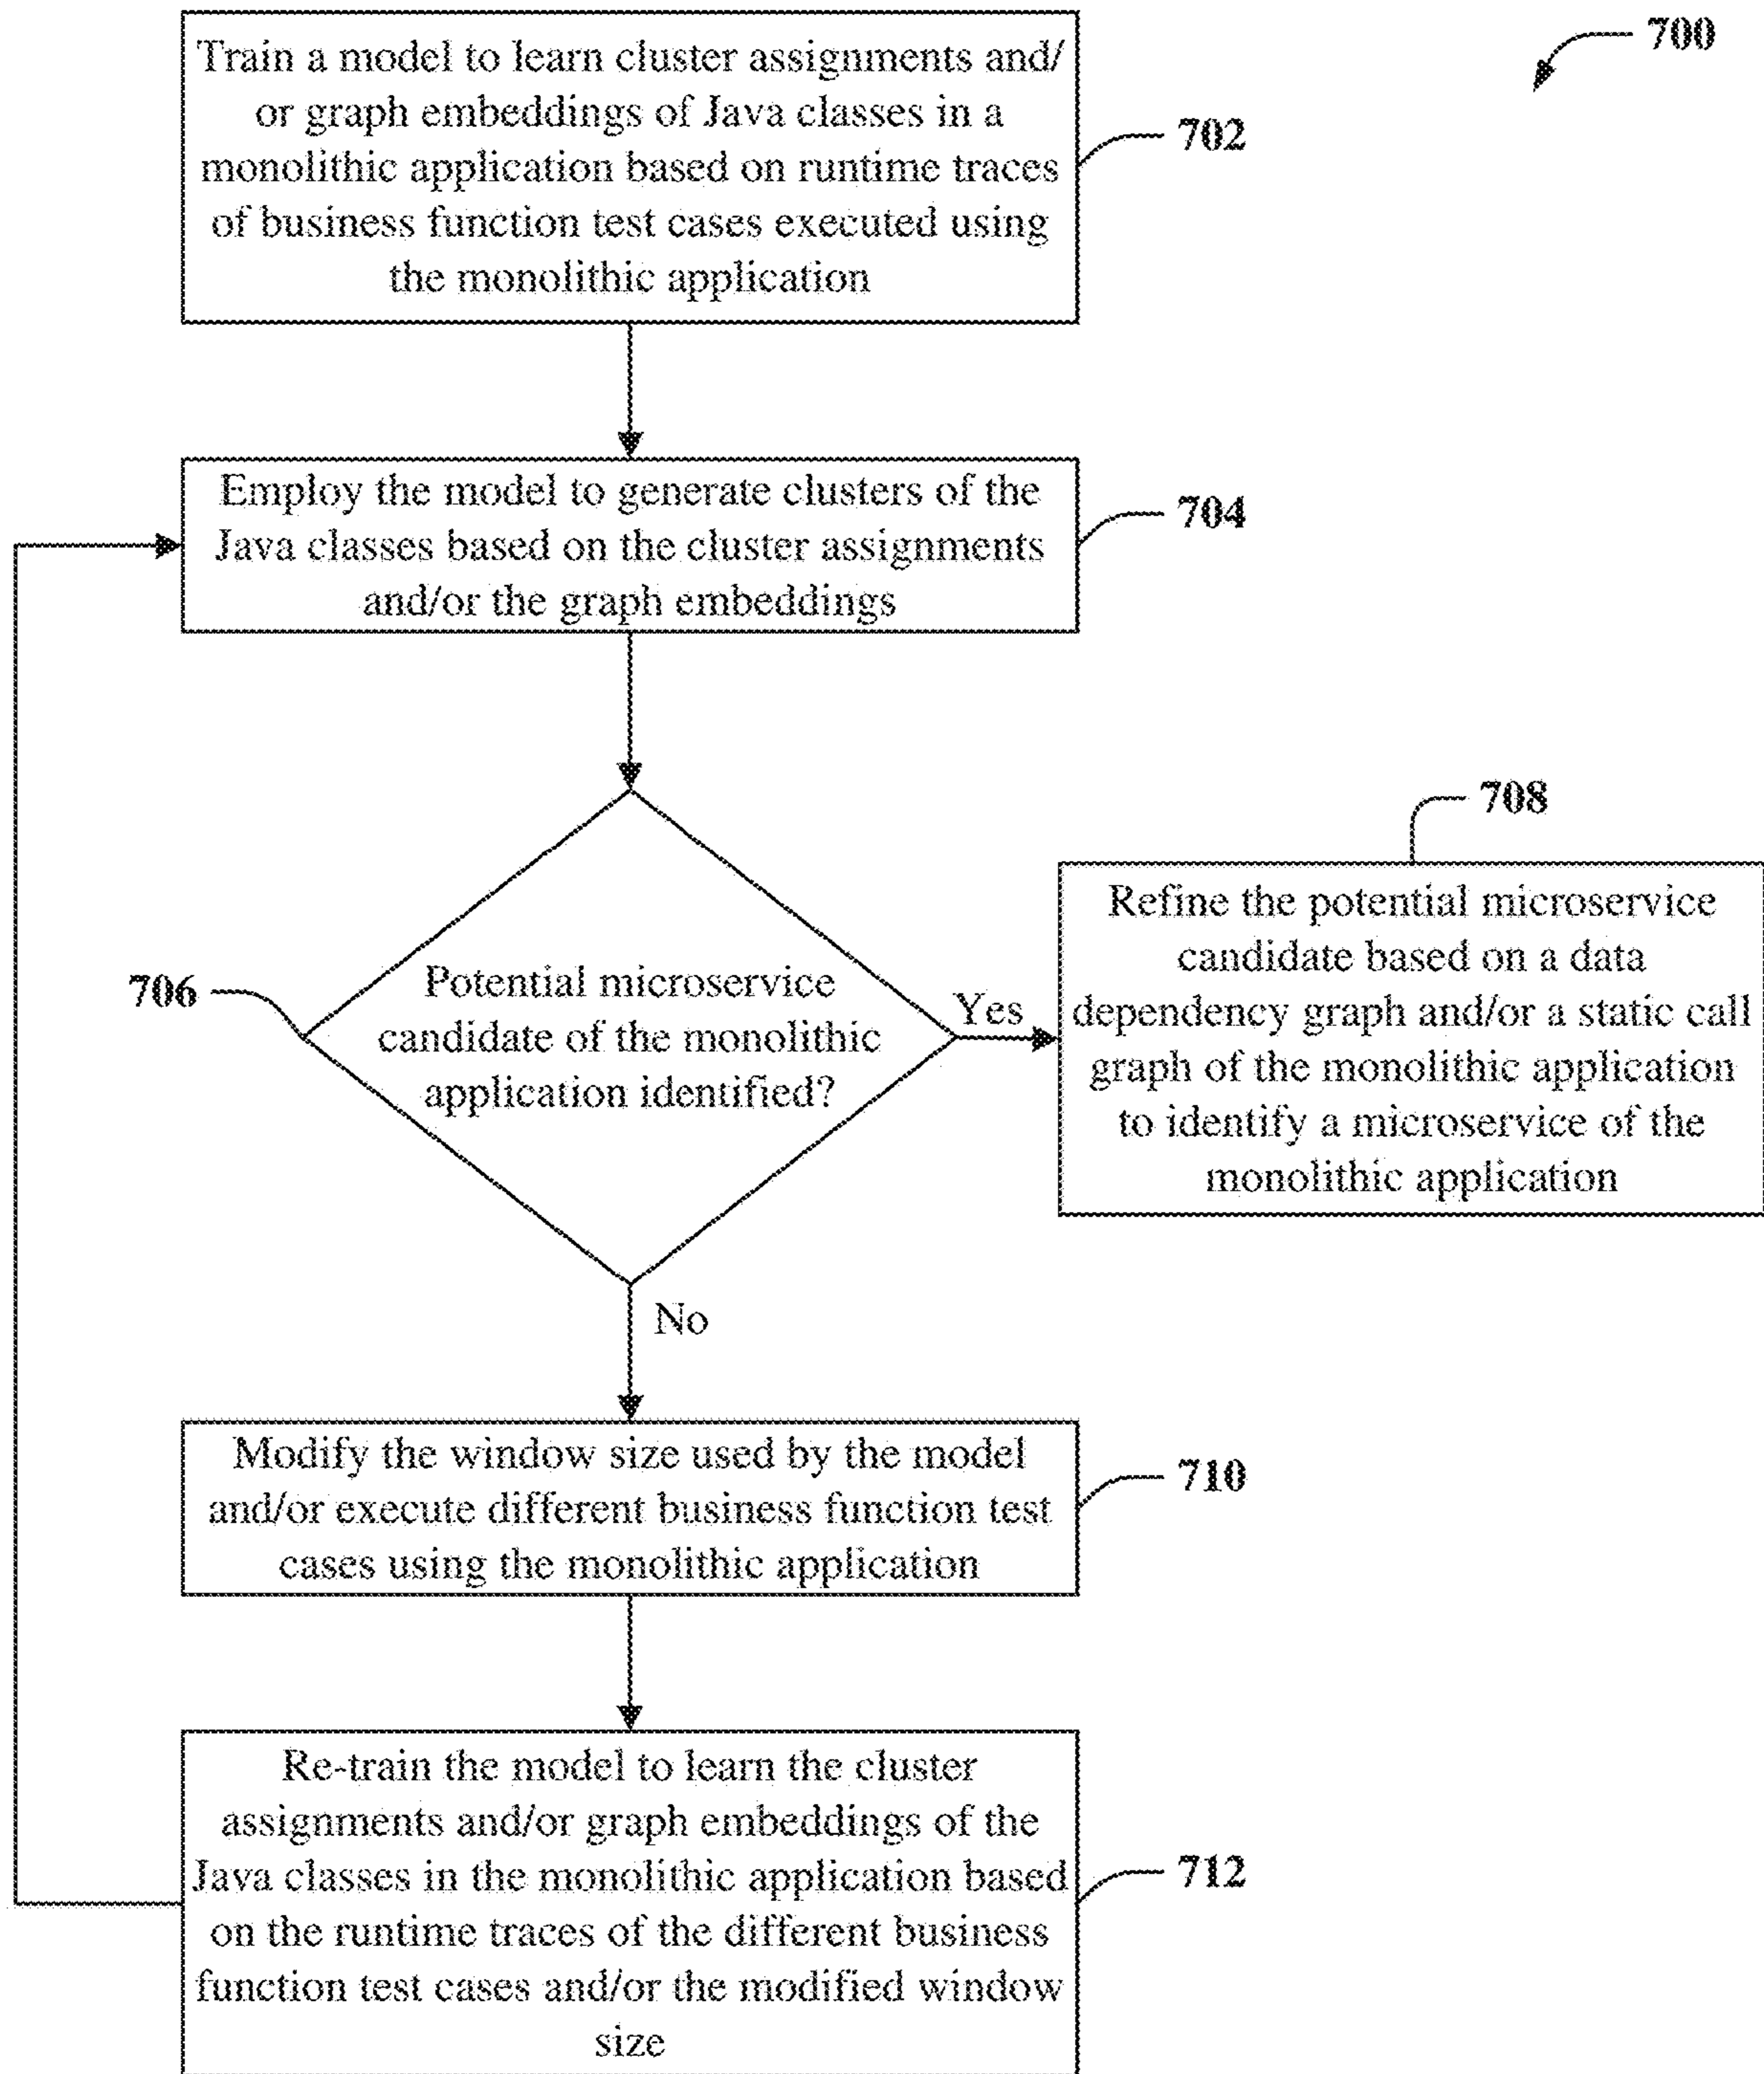 700
Train a model to learn cluster assignments and/
or graph embeddings of Java classes in a
monolithic application based on runtime traces
of business function test cases executed using
the monolithic application
702
Employ the model to generate clusters of the
Java classes based on the cluster assignments
and/or the graph embeddings
704
706
Potential microservice
candidate of the monolithic
application identified?
Yes
708
Refine the potential microservice
candidate based on a data
dependency graph and/or a static call
graph of the monolithic application
to identify a microservice of the
monolithic application
No
Modify the window size used by the model
and/or execute different business function test
cases using the monolithic application
710
Re-train the model to learn the cluster
assignments and/or graph embeddings of the
Java classes in the monolithic application based
on the runtime traces of the different business
function test cases and/or the modified window
size
712